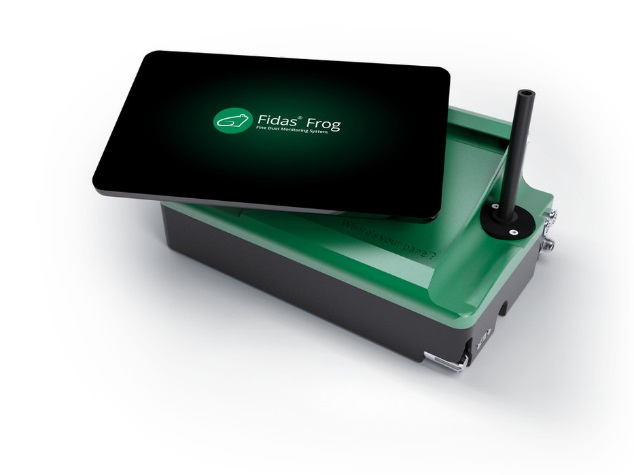 Fidas® Frog
Fine Dust Monitoring System